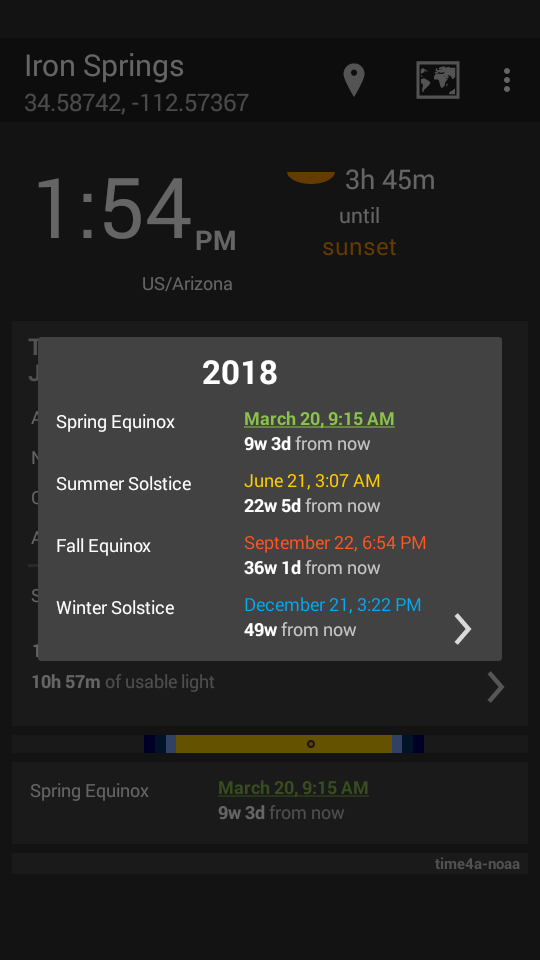 Iron Springs
34.58742, -112.57367
1:54 PM
3h 45m
until
sunset
US/Arizona
2018
Spring Equinox
March 20, 9:15 AM
9w 3d from now
Summer Solstice
June 21, 3:07 AM
22w 5d from now
Fall Equinox
September 22, 6:54 PM
36w 1d from now
Winter Solstice
December 21, 3:22 PM
49w from now
10h 57m of usable light
Spring Equinox
March 20, 9:15 AM
9w 3d from now
time4a-noaa